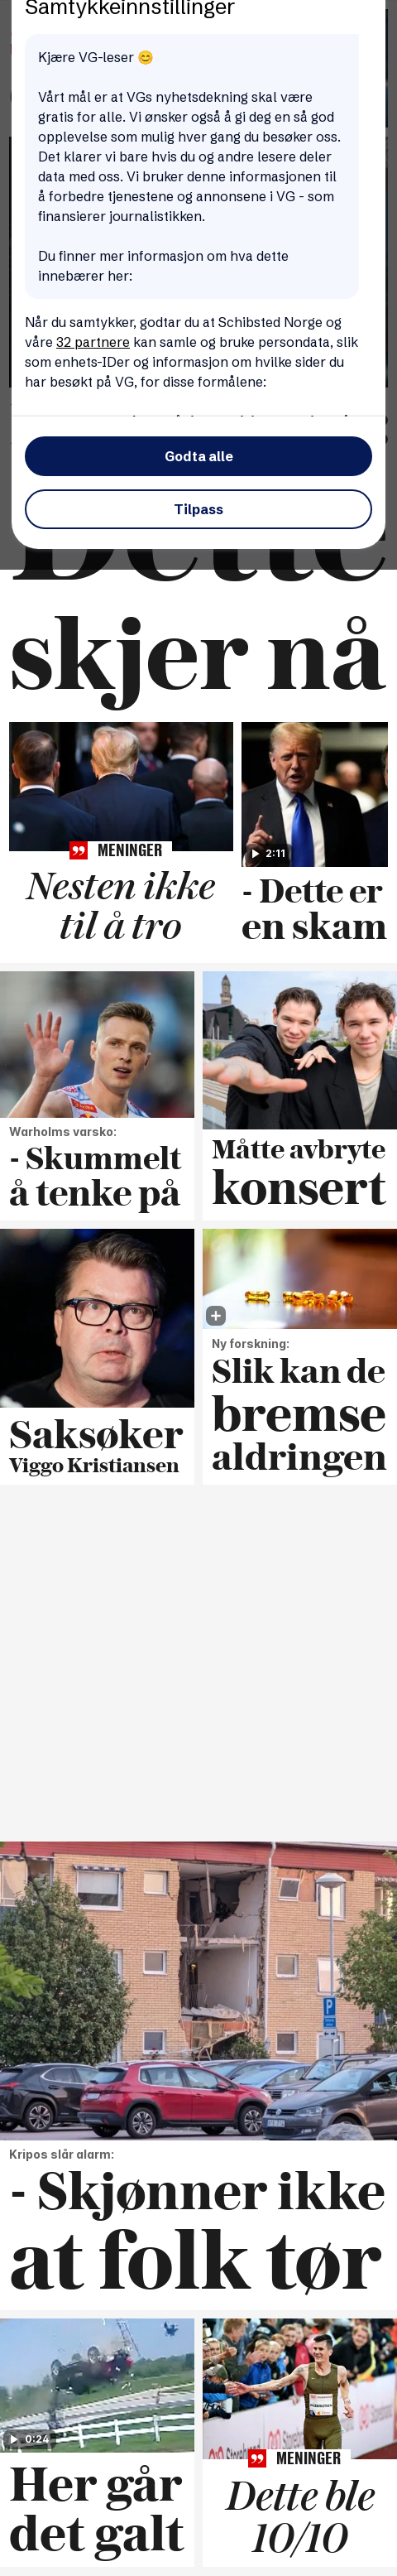 Samtykkeinnstillinger
Kjære VG-leser 😊
Vårt mål er at VGs nyhetsdekning skal være
gratis for alle. Vi ønsker også å gi deg en så god
opplevelse som mulig hver gang du besøker oss.
Det klarer vi bare hvis du og andre lesere deler
data med oss. Vi bruker denne informasjonen til
å forbedre tjenestene og annonsene i VG - som
finansierer journalistikken.
Du finner mer informasjon om hva dette
innebærer her:
Når du samtykker, godtar du at Schibsted Norge og
våre 32 partnere kan samle og bruke persondata, slik
som enhets-IDer og informasjon om hvilke sider du
har besøkt på VG, for disse formålene:
Godta alle
Tilpass
Dette
skjer nå
MENINGER
Nesten ikke
til å tro
2:11
- Dette er
en skam
Warholms varsko:
- Skummelt
å tenke på
Måtte avbryte
konsert
Saksøker
Viggo Kristiansen
Ny forskning:
Slik kan de
bremse
aldringen
P
Kripos slår alarm:
- Skjønner ikke
at folk tør
0:24
Her går
det galt
MENINGER
Dette ble
10/10